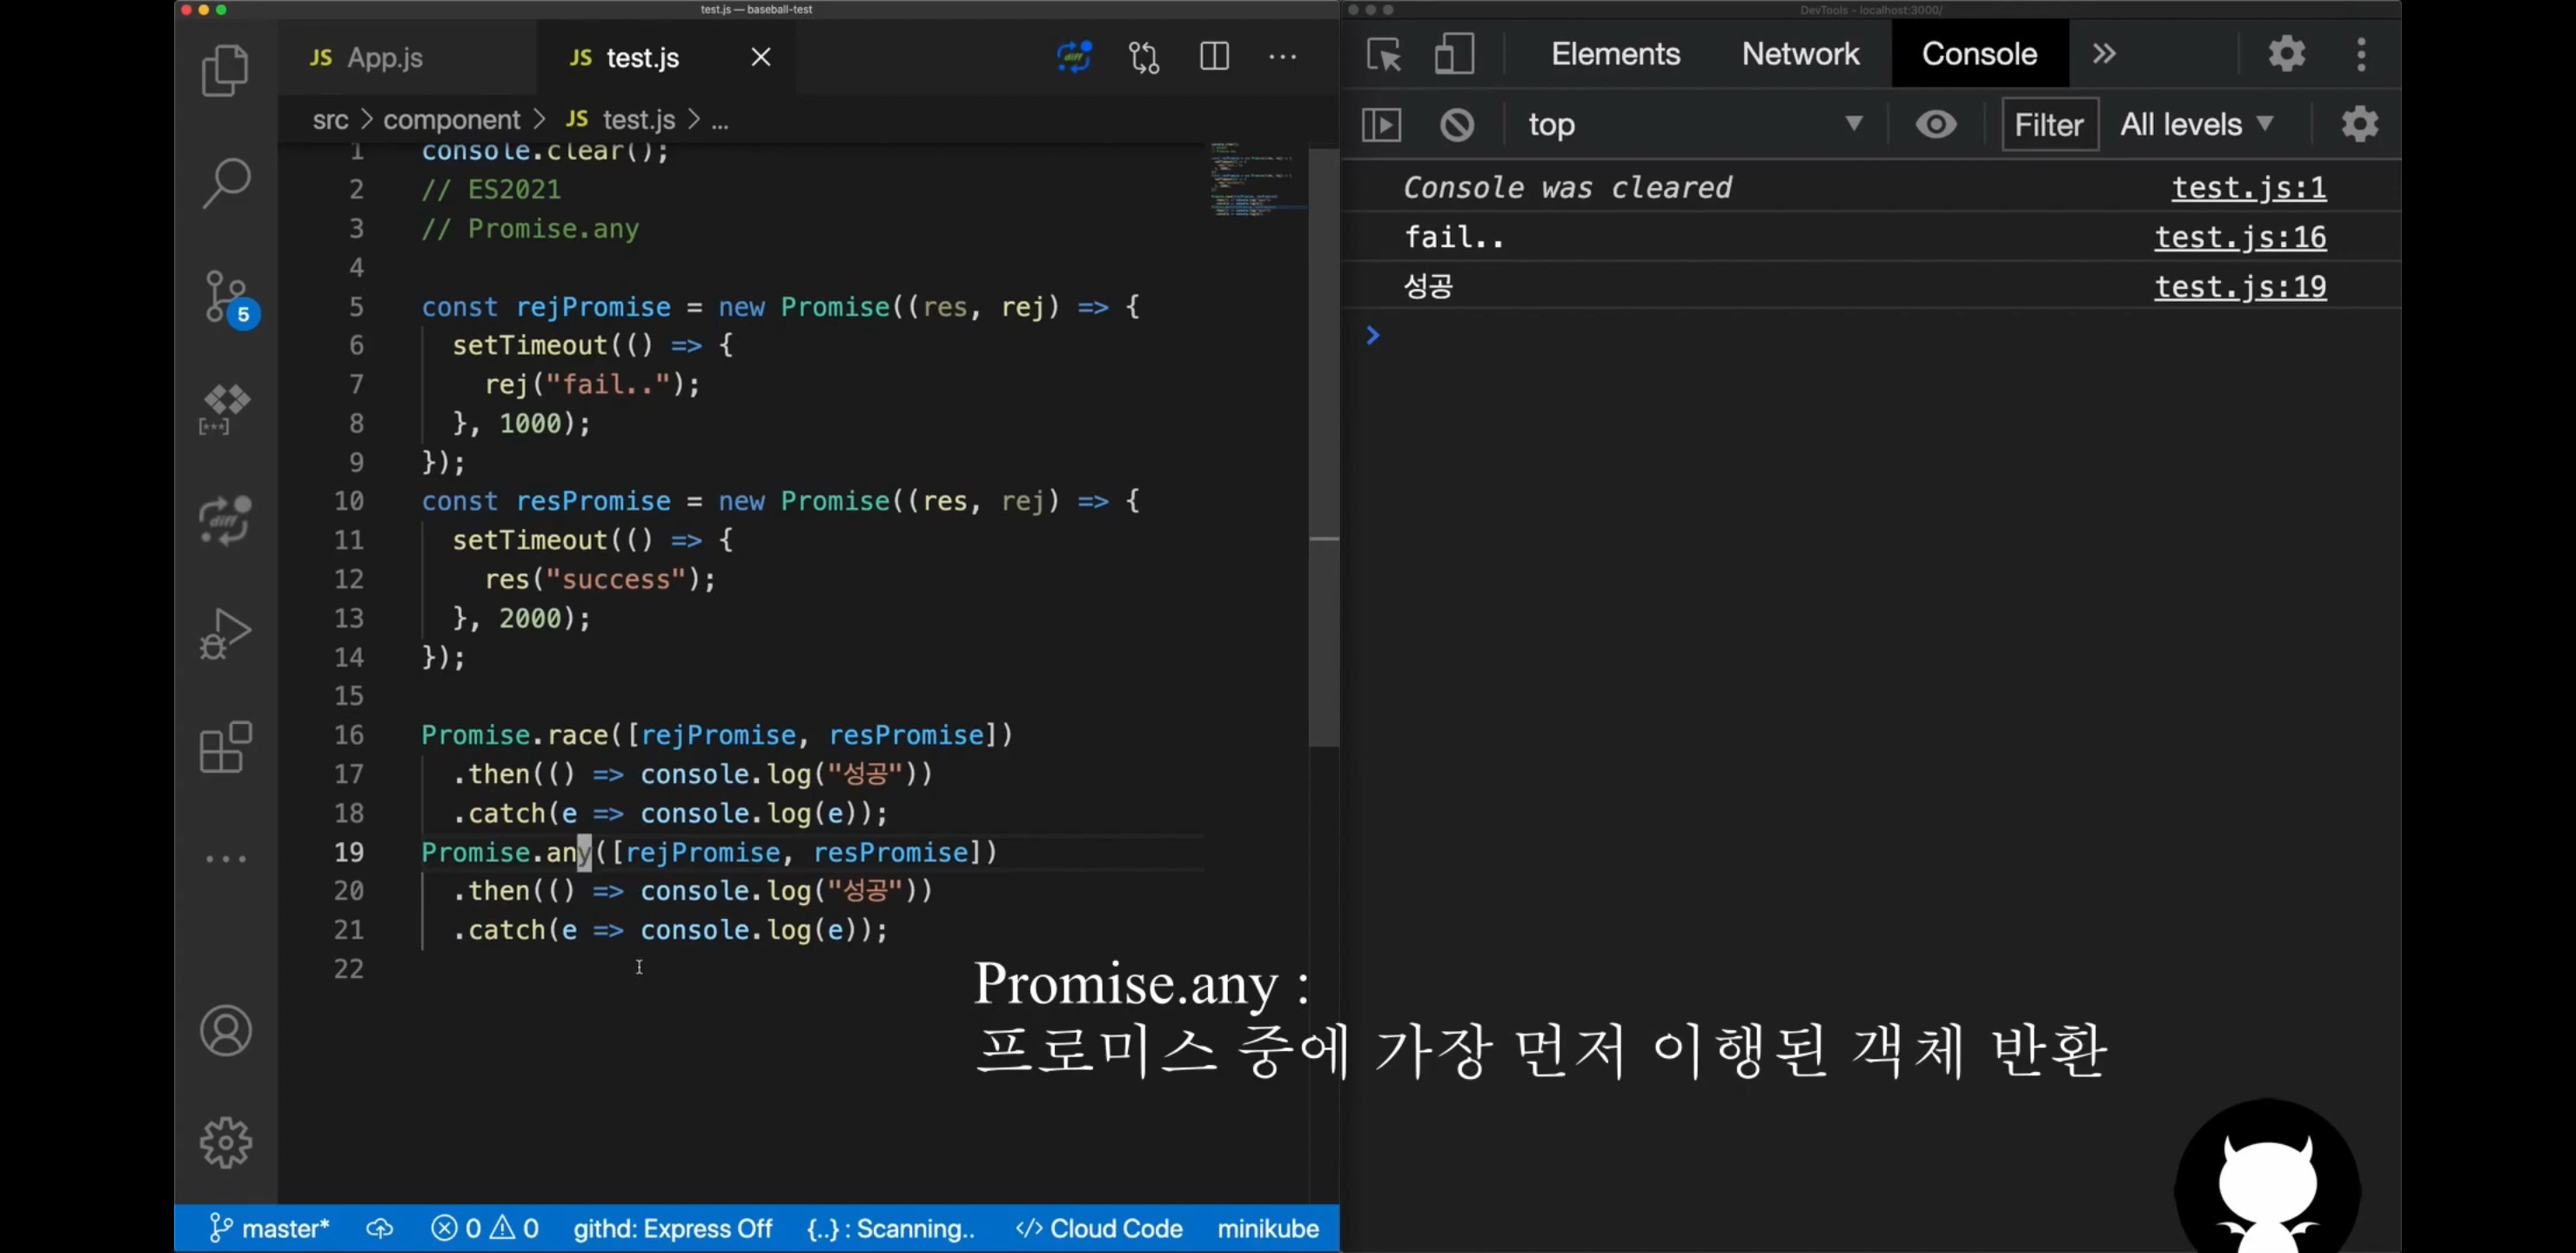 test.js — baseball-test
JS App.js
JS test.js
src > component > JS test.js > ...
1 console.clear();
2 // ES2021
3 // Promise.any
4
5 const rejPromise = new Promise((res, rej) => {
6 setTimeout(() => {
7 rej("fail..");
8 }, 1000);
9 });
10 const resPromise = new Promise((res, rej) => {
11 setTimeout(() => {
12 res("success");
13 }, 2000);
14 });
15
16 Promise.race([rejPromise, resPromise])
17 .then(() => console.log("성공"))
18 .catch(e => console.log(e));
19 Promise.any([rejPromise, resPromise])
20 .then(() => console.log("성공"))
21 .catch(e => console.log(e));
22
5
diff
diff
master*
0 0
githd: Express Off
{..} : Scanning..
</> Cloud Code
minikube
DevTools - localhost:3000/
Elements Network Console »
top Filter All levels
Console was cleared test.js:1
fail.. test.js:16
성공 test.js:19
>
Promise.any :
프로미스 중에 가장 먼저 이행된 객체 반환